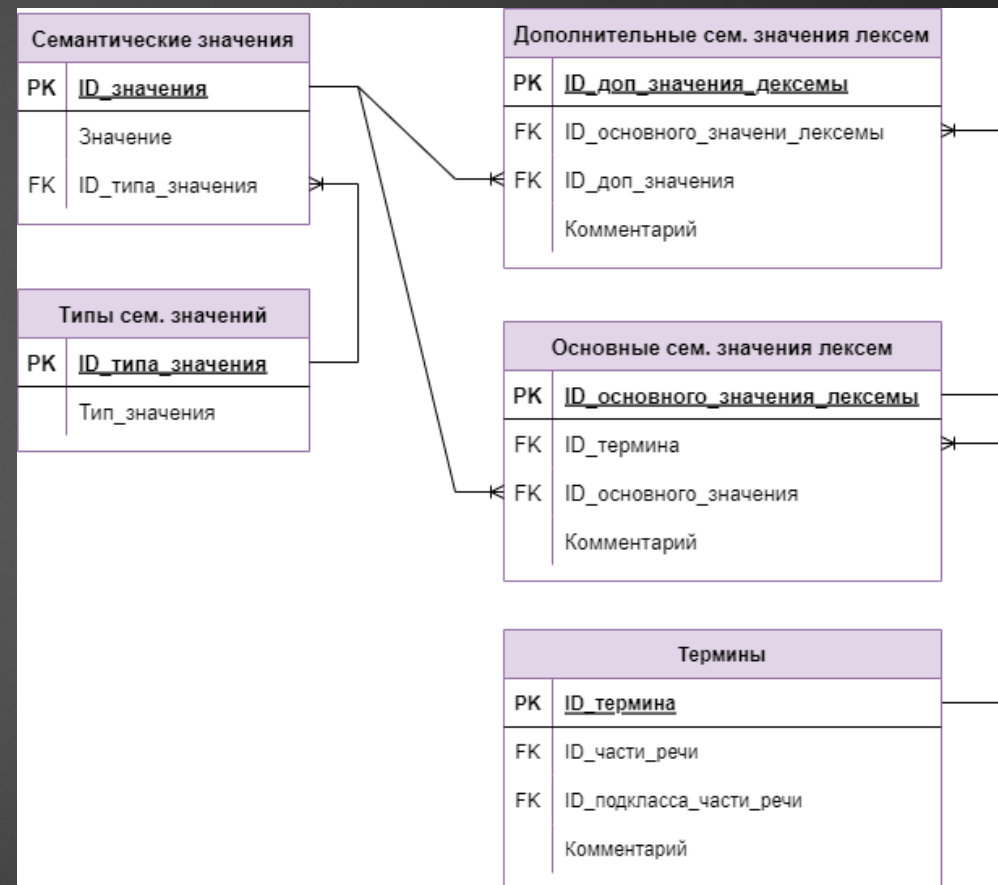 Семантические значения
PK ID_значения
Значение
FK ID_типа_значения
Типы сем. значений
PK ID_типа_значения
Тип_значения
Дополнительные сем. значения лексем
PK ID_доп_значения_дексемы
FK ID_основного_значени_лексемы
FK ID_доп_значения
Комментарий
Основные сем. значения лексем
PK ID_основного_значения_лексемы
FK ID_термина
FK ID_основного_значения
Комментарий
Термины
PK ID_термина
FK ID_части_речи
FK ID_подкласса_части_речи
Комментарий